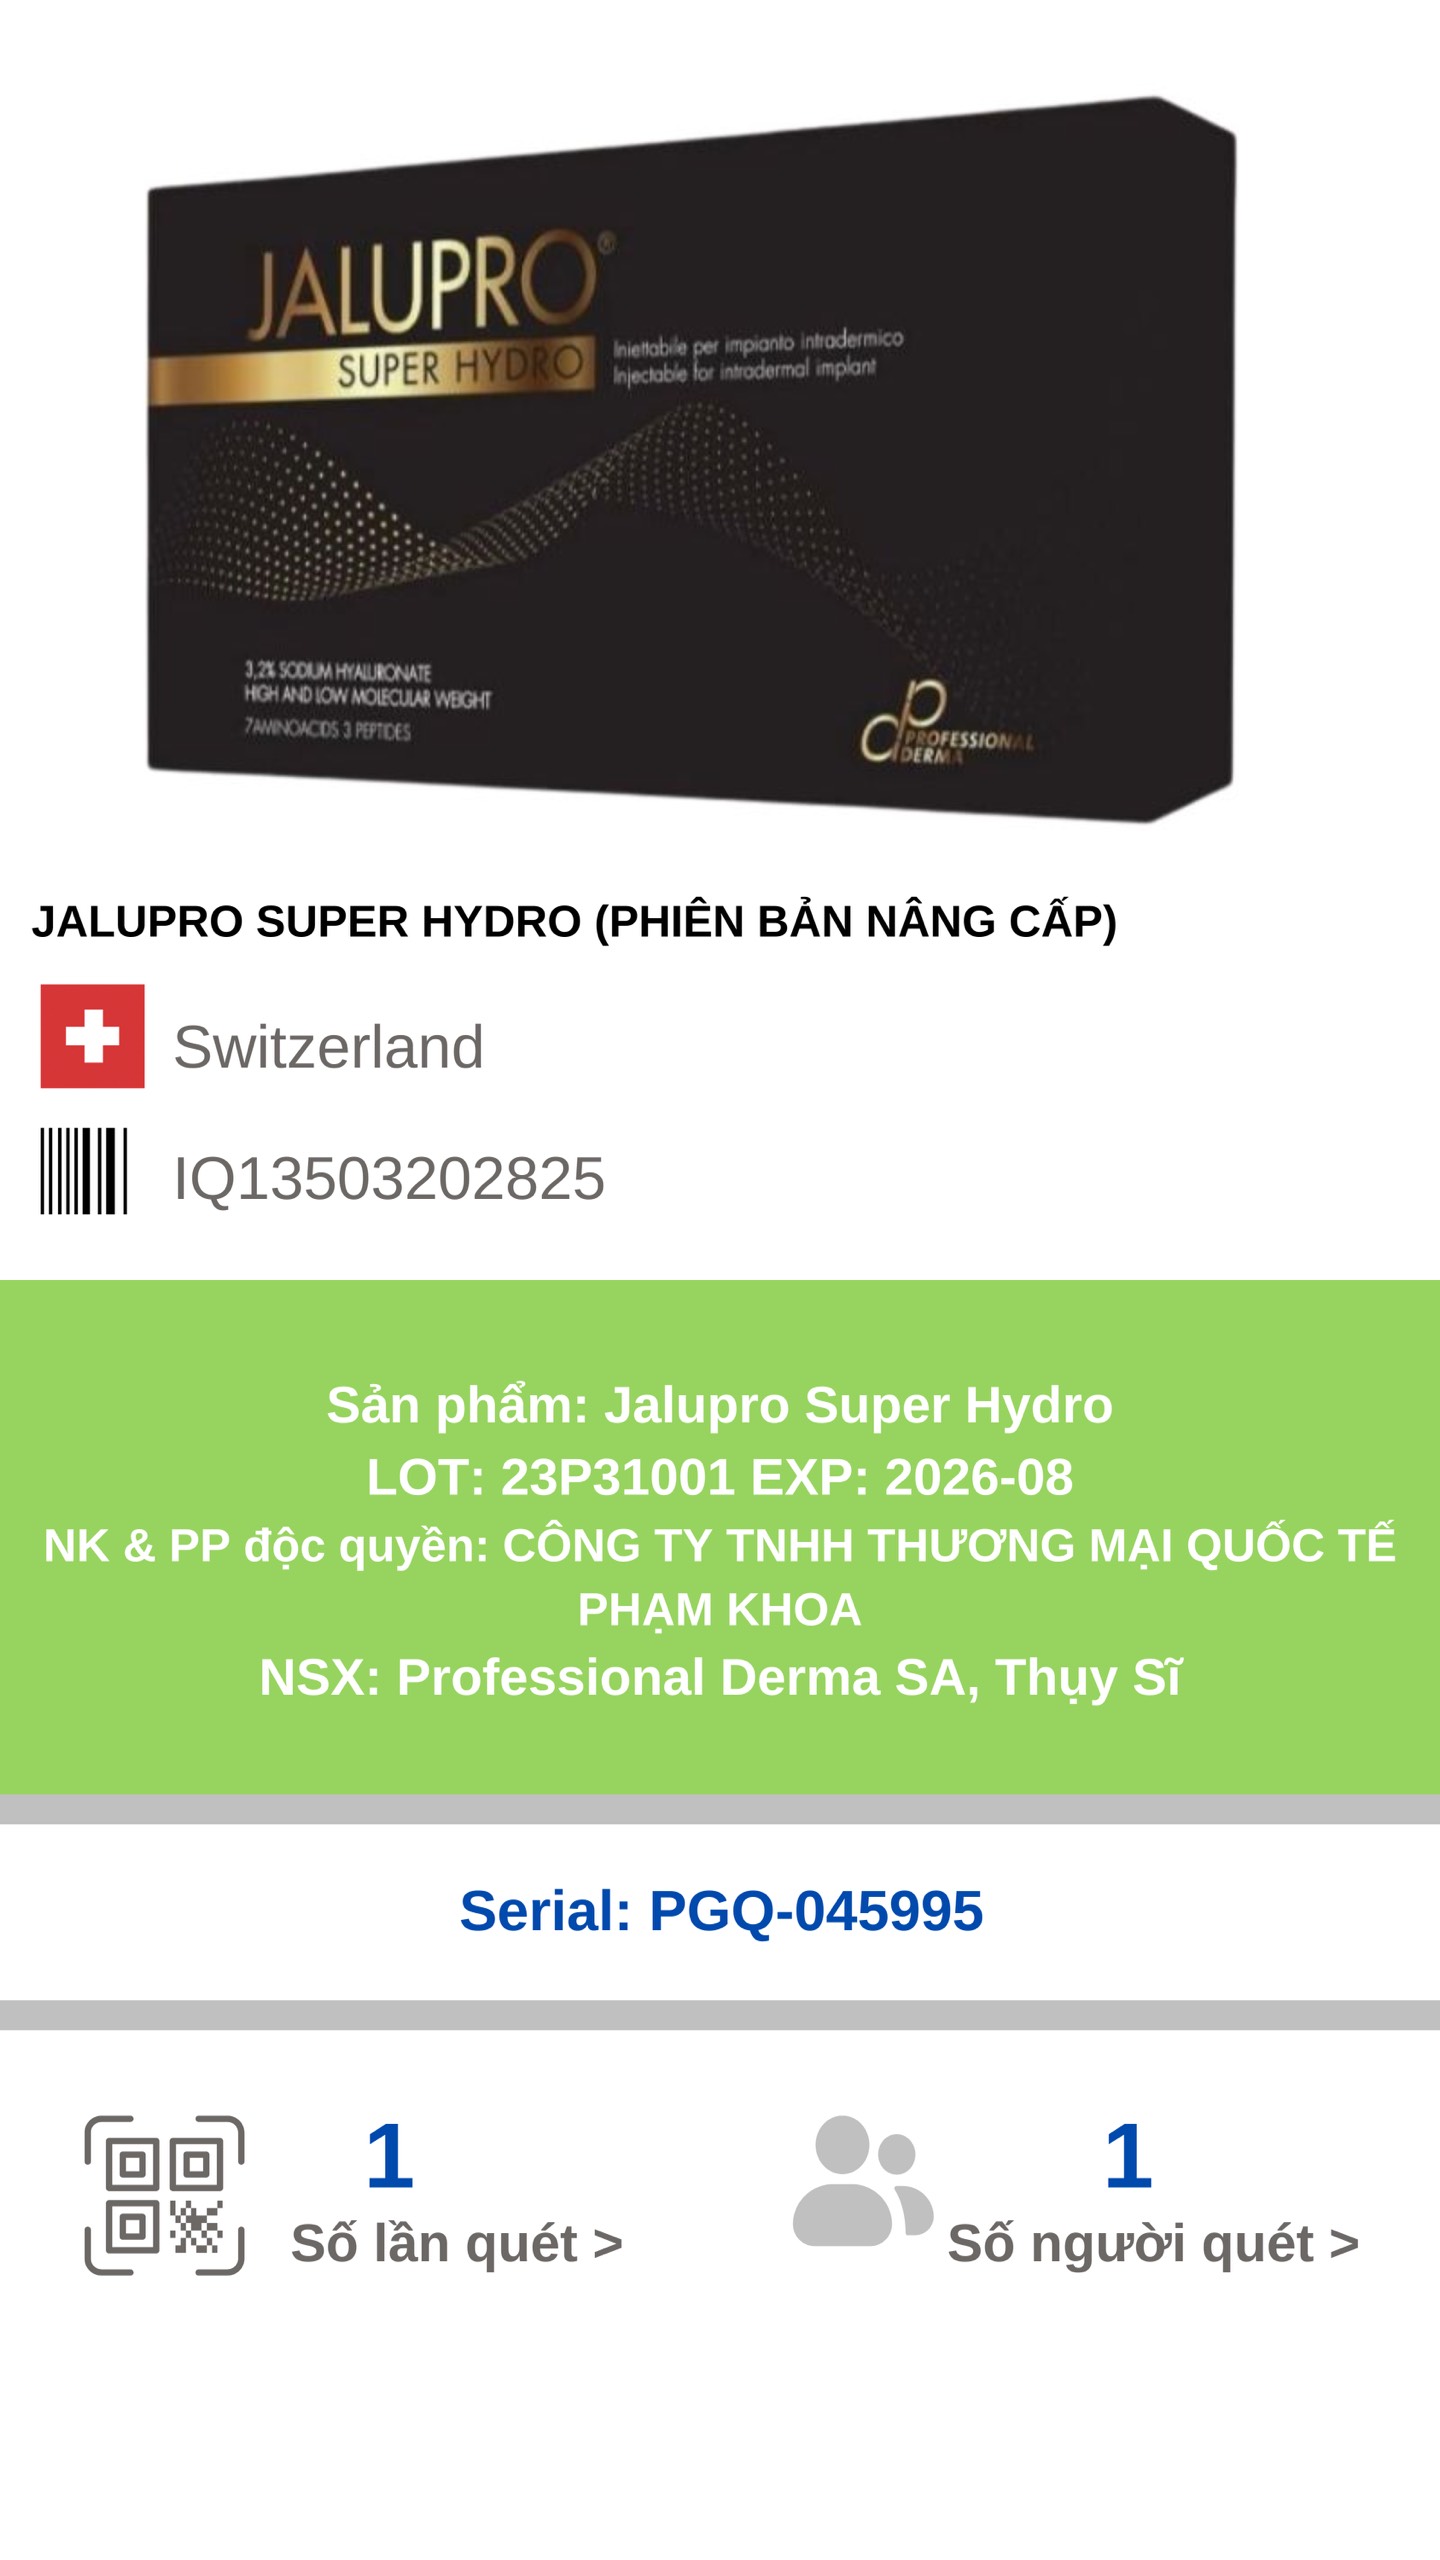 JALUPRO®
SUPER HYDRO
Iniettabile per impianto intradermico
Injectable for intradermal implant
3,2% SODIUM HYALURONATE
HIGH AND LOW MOLECULAR WEIGHT
7AMINOACIDS 3 PEPTIDES
dp
PROFESSIONAL
DERMA
JALUPRO SUPER HYDRO (PHIÊN BẢN NÂNG CẤP)
Switzerland
IQ13503202825
Sản phẩm: Jalupro Super Hydro
LOT: 23P31001 EXP: 2026-08
NK & PP độc quyền: CÔNG TY TNHH THƯƠNG MẠI QUỐC TẾ
PHẠM KHOA
NSX: Professional Derma SA, Thụy Sĩ
Serial: PGQ-045995
1
Số lần quét >
1
Số người quét >